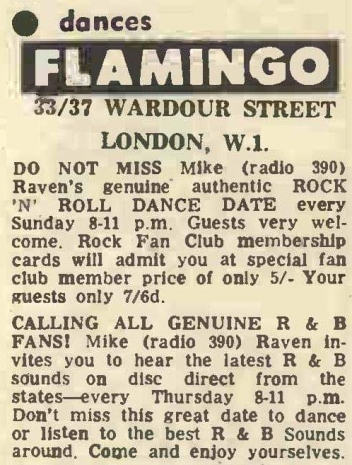 ● dances
FLAMINGO
33/37 WARDOUR STREET
LONDON, W.1.
DO NOT MISS Mike (radio 390)
Raven's genuine authentic ROCK
'N' ROLL DANCE DATE every
Sunday 8-11 p.m. Guests very wel-
come. Rock Fan Club membership
cards will admit you at special fan
club member price of only 5/- Your
guests only 7/6d.
CALLING ALL GENUINE R & B
FANS! Mike (radio 390) Raven in-
vites you to hear the latest R & B
sounds on disc direct from the
states—every Thursday 8-11 p.m.
Don't miss this great date to dance
or listen to the best R & B Sounds
around. Come and enjoy yourselves.